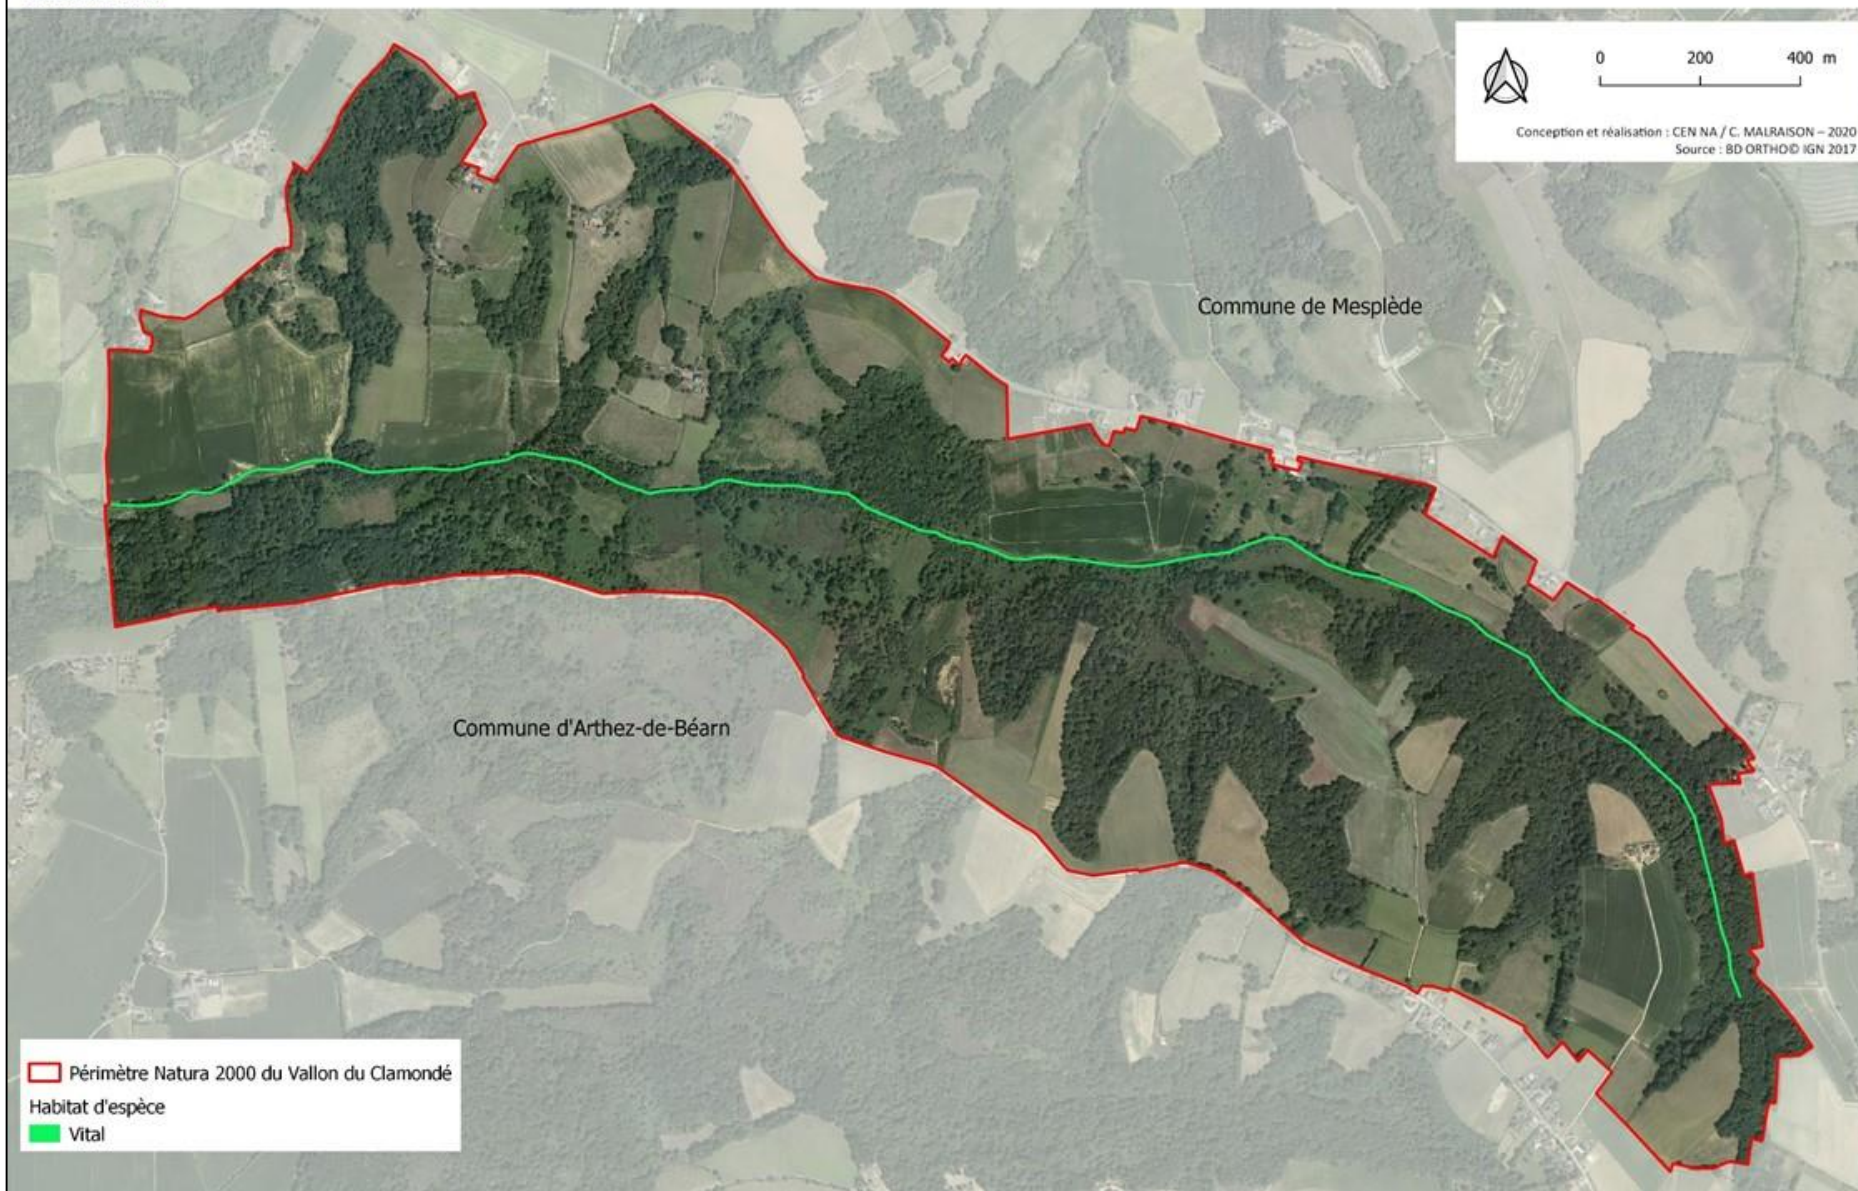 0 200 400 m
Conception et réalisation : CEN NA / C. MALRAISON – 2020
Source : BD ORTHO© IGN 2017
Commune de Mesplède
Commune d'Arthez-de-Béarn
Périmètre Natura 2000 du Vallon du Clamondé
Habitat d'espèce
Vital